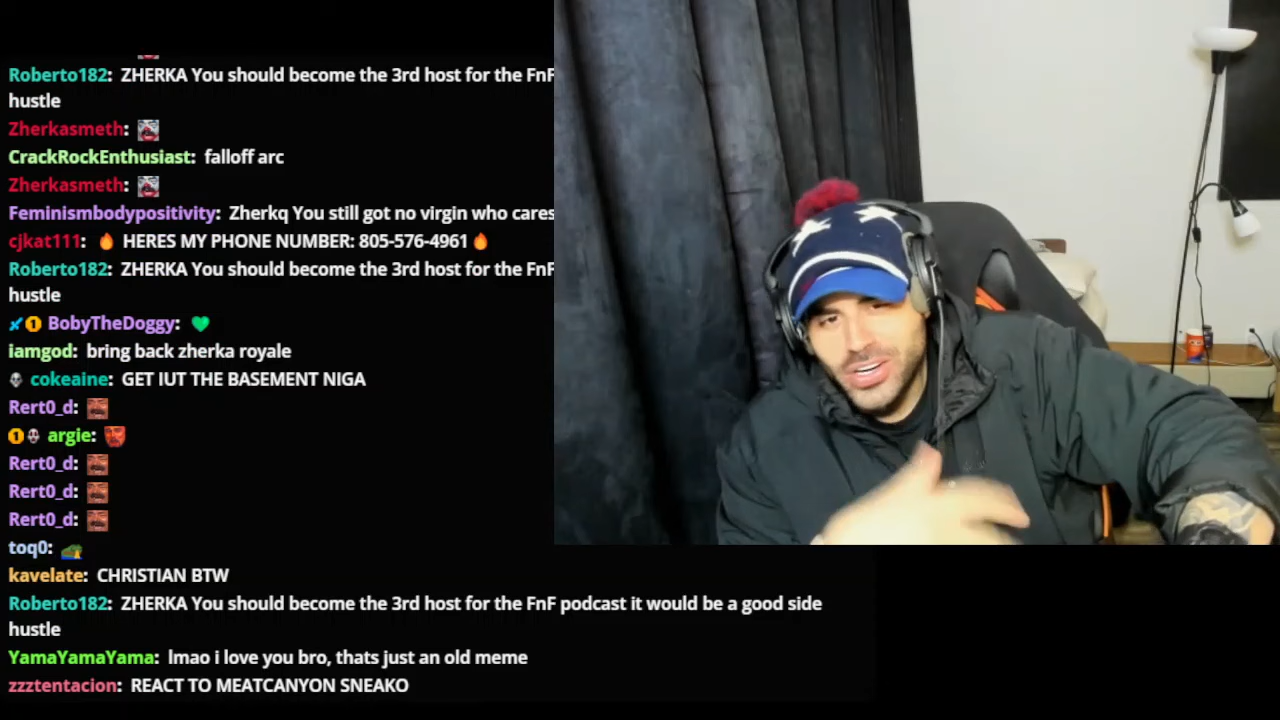 Roberto182: ZHERKA You should become the 3rd host for the FnF
hustle
Zherkasmeth:
CrackRockEnthusiast: falloff arc
Zherkasmeth:
Feminismbodypositivity: Zherkq You still got no virgin who cares
cjkat111: 🔥 HERES MY PHONE NUMBER: 805-576-4961🔥
Roberto182: ZHERKA You should become the 3rd host for the FnF
hustle
1 BobyTheDoggy: 💚
iamgod: bring back zherka royale
cokeaine: GET IUT THE BASEMENT NIGA
Rert0_d:
1 argie:
Rert0_d:
Rert0_d:
Rert0_d:
toq0:
kavelate: CHRISTIAN BTW
Roberto182: ZHERKA You should become the 3rd host for the FnF podcast it would be a good side
hustle
YamaYamaYama: lmao i love you bro, thats just an old meme
zzztentacion: REACT TO MEATCANYON SNEAKO